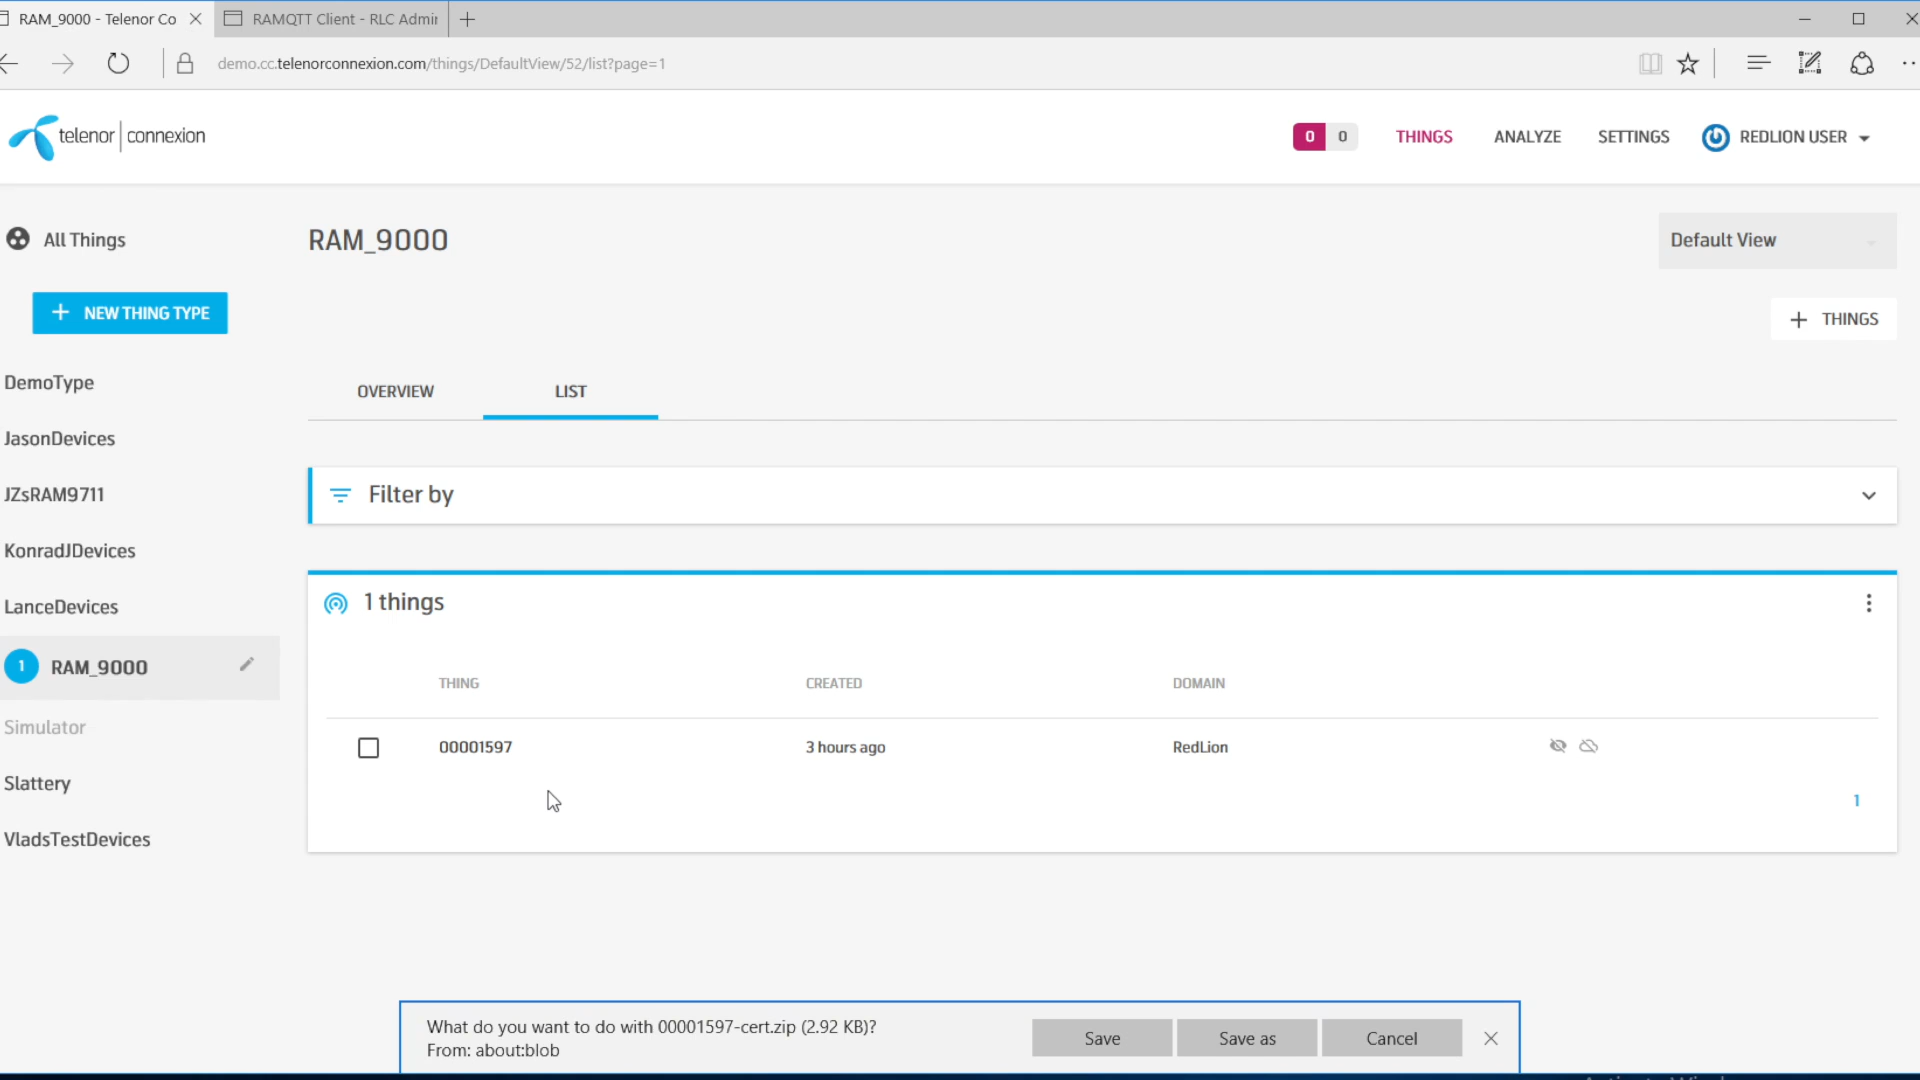 RAM_9000 - Telenor Co
RAMQTT Client - RLC Admir
demo.cc.telenorconnexion.com/things/DefaultView/52/list?page=1
telenor | connexion
0 0
THINGS
ANALYZE
SETTINGS
REDLION USER
All Things
RAM_9000
Default View
+ NEW THING TYPE
+ THINGS
DemoType
OVERVIEW
LIST
JasonDevices
JZsRAM9711
Filter by
KonradJDevices
LanceDevices
1 things
1 RAM_9000
THING
CREATED
DOMAIN
Simulator
00001597
3 hours ago
RedLion
Slattery
1
VladsTestDevices
What do you want to do with 00001597-cert.zip (2.92 KB)?
From: about:blob
Save
Save as
Cancel